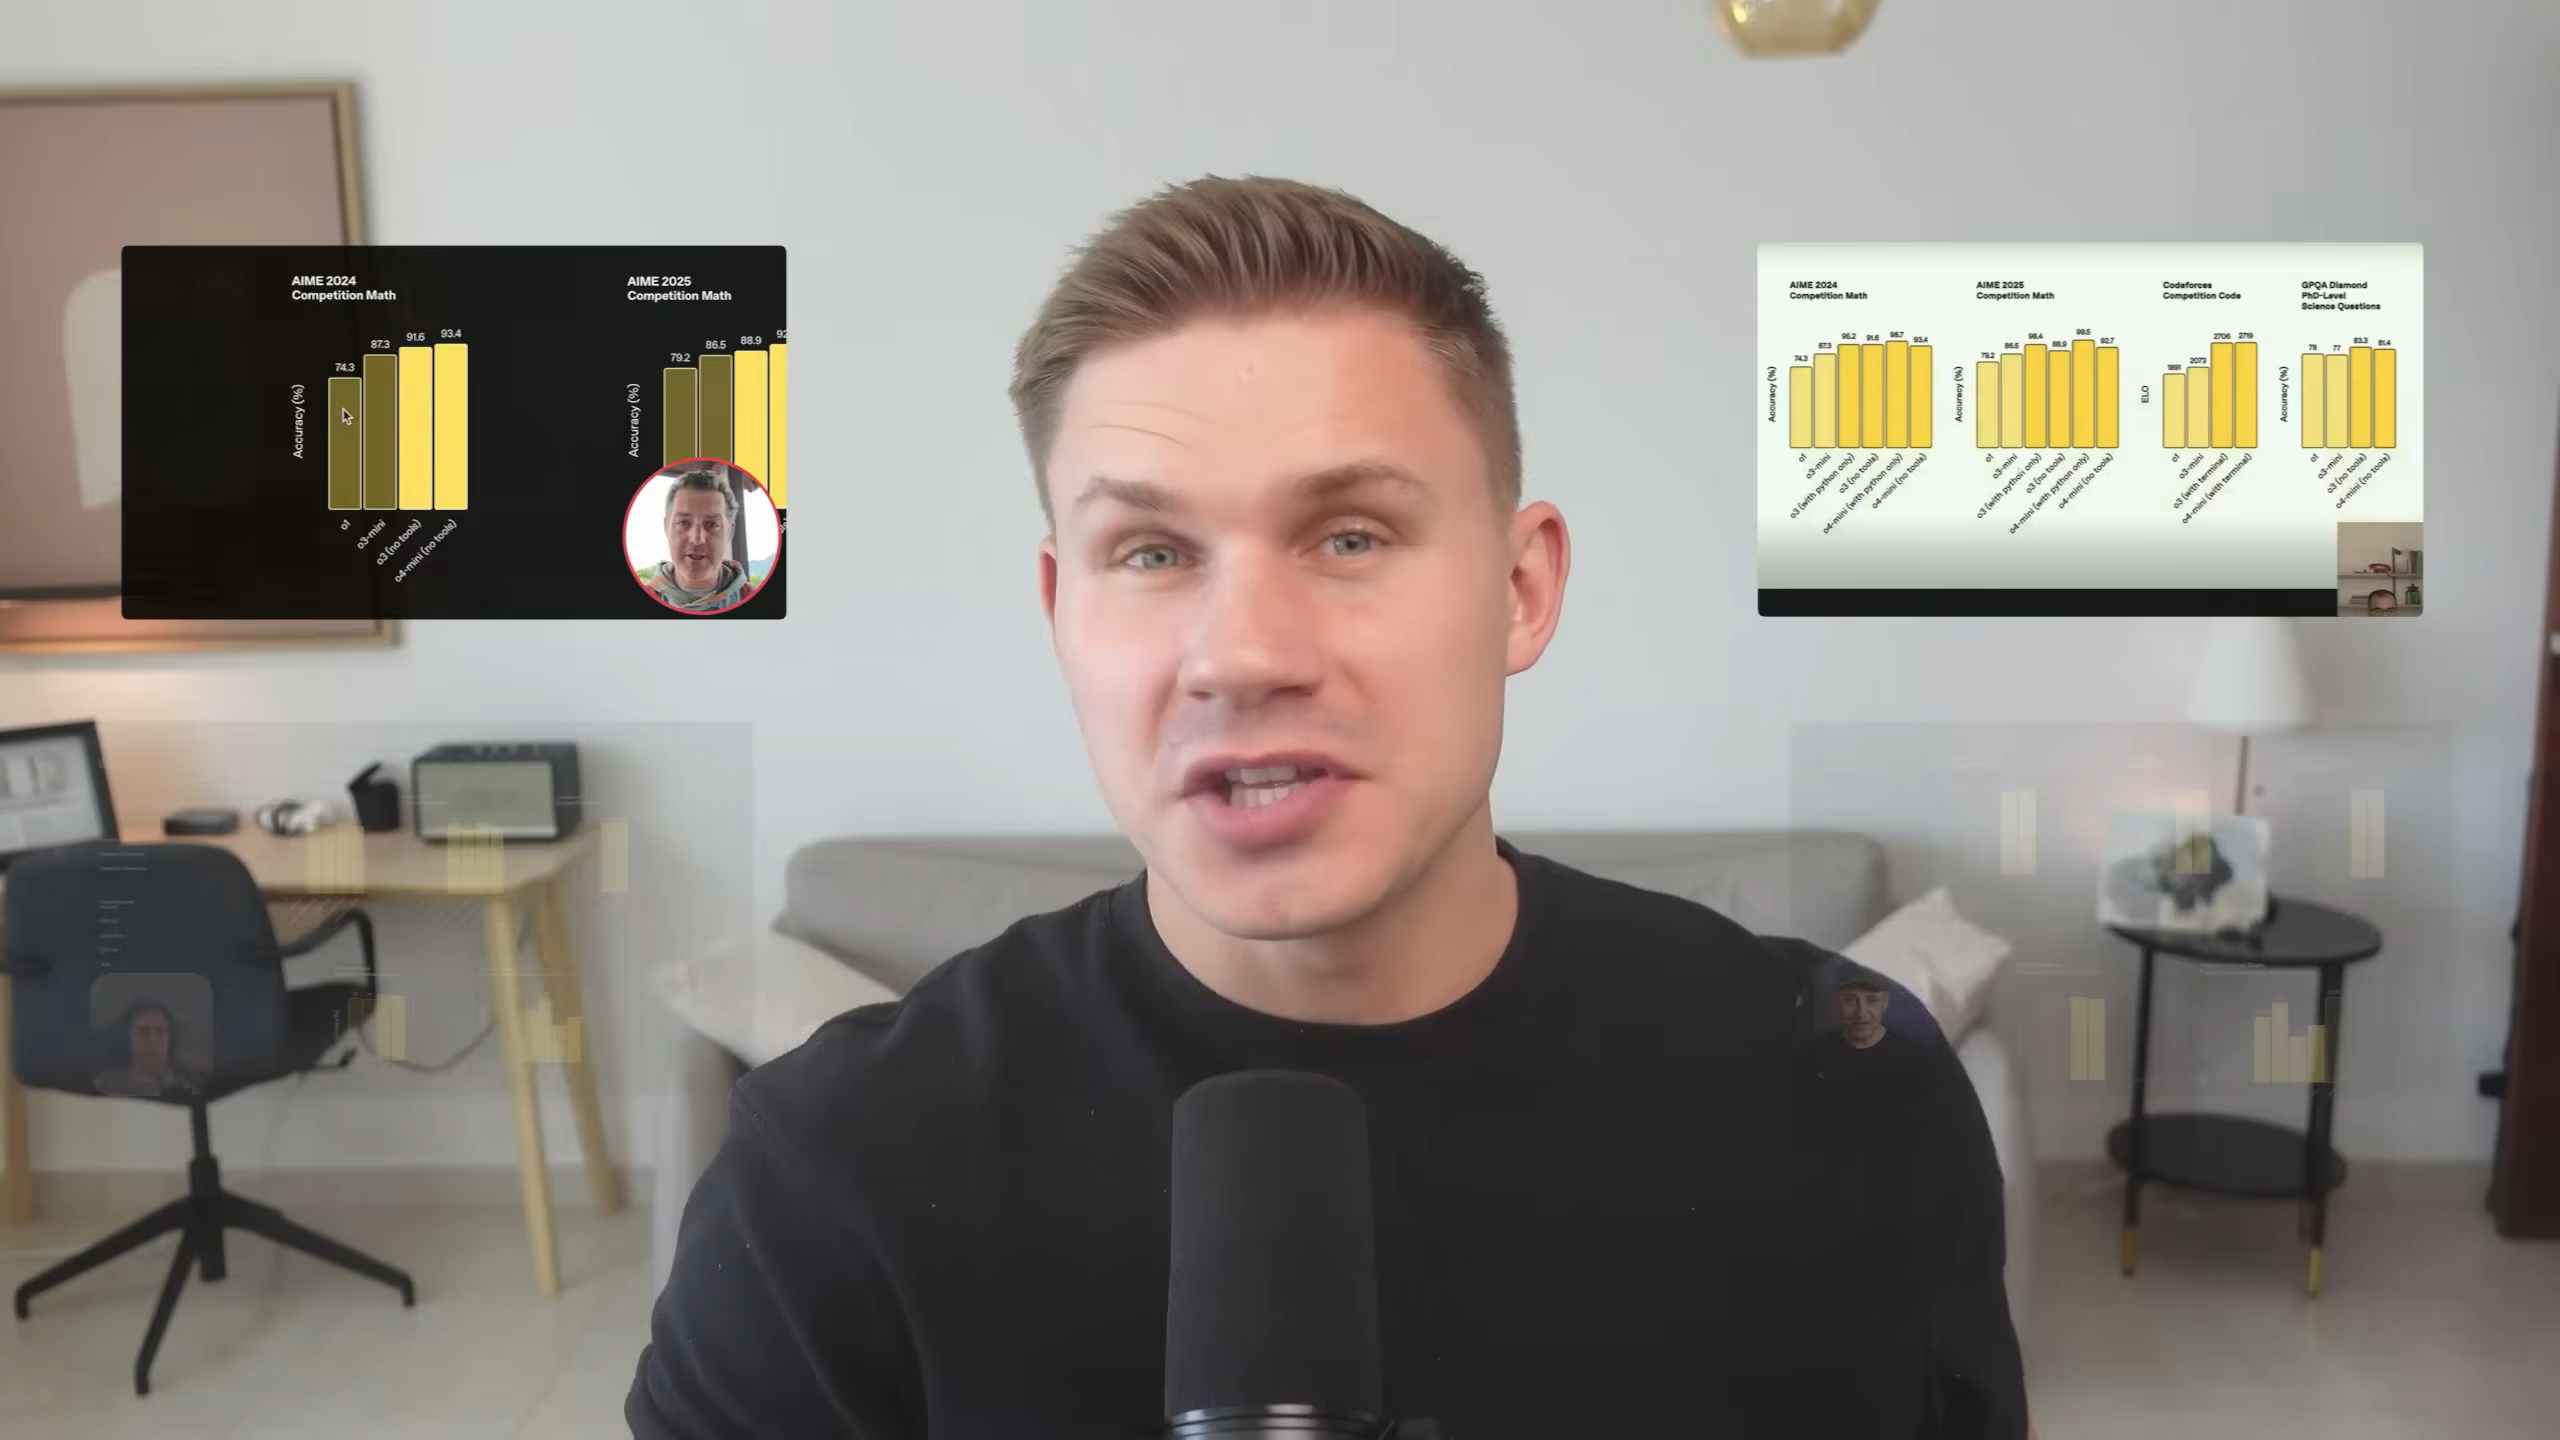 AIME 2024
Competition Math
Accuracy (%)
74.3
87.3
91.6
93.4
o1
o3-mini
o3 (no tools)
o4-mini (no tools)
AIME 2025
Competition Math
Accuracy (%)
79.2
86.5
88.9
92
AIME 2024
Competition Math
Accuracy (%)
74.3
87.3
95.2
91.6
98.7
93.4
o1
o3-mini
o3 (with python only)
o3 (no tools)
o4-mini (with python only)
o4-mini (no tools)
AIME 2025
Competition Math
Accuracy (%)
79.2
86.5
98.4
88.9
99.5
92.7
o1
o3-mini
o3 (with python only)
o3 (no tools)
o4-mini (with python only)
o4-mini (no tools)
Codeforces
Competition Code
ELO
1891
2073
2706
2719
o1
o3-mini
o3 (with terminal)
o4-mini (with terminal)
GPQA Diamond
PhD-Level
Science Questions
Accuracy (%)
78
77
83.3
81.4
o1
o3-mini
o3 (no tools)
o4-mini (no tools)